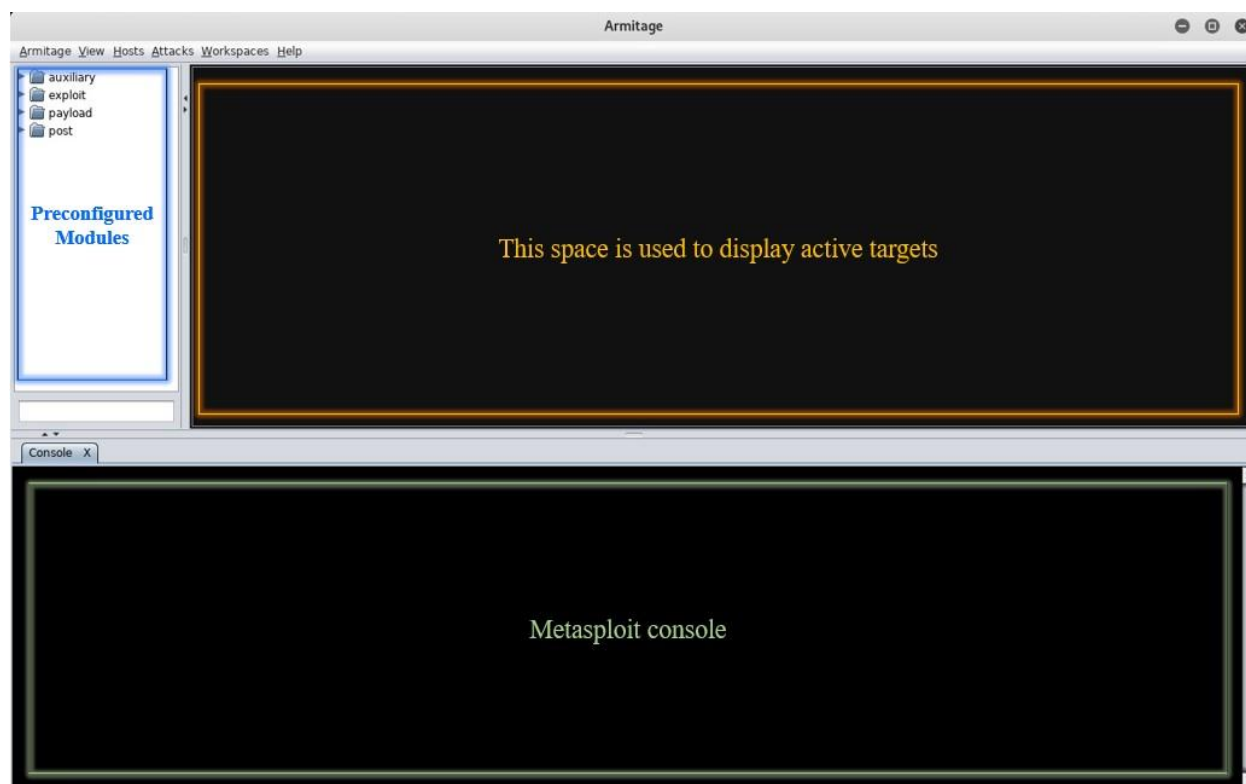 Armitage
Armitage View Hosts Attacks Workspaces Help
auxiliary
exploit
payload
post
Preconfigured
Modules
This space is used to display active targets
Console X
Metasploit console